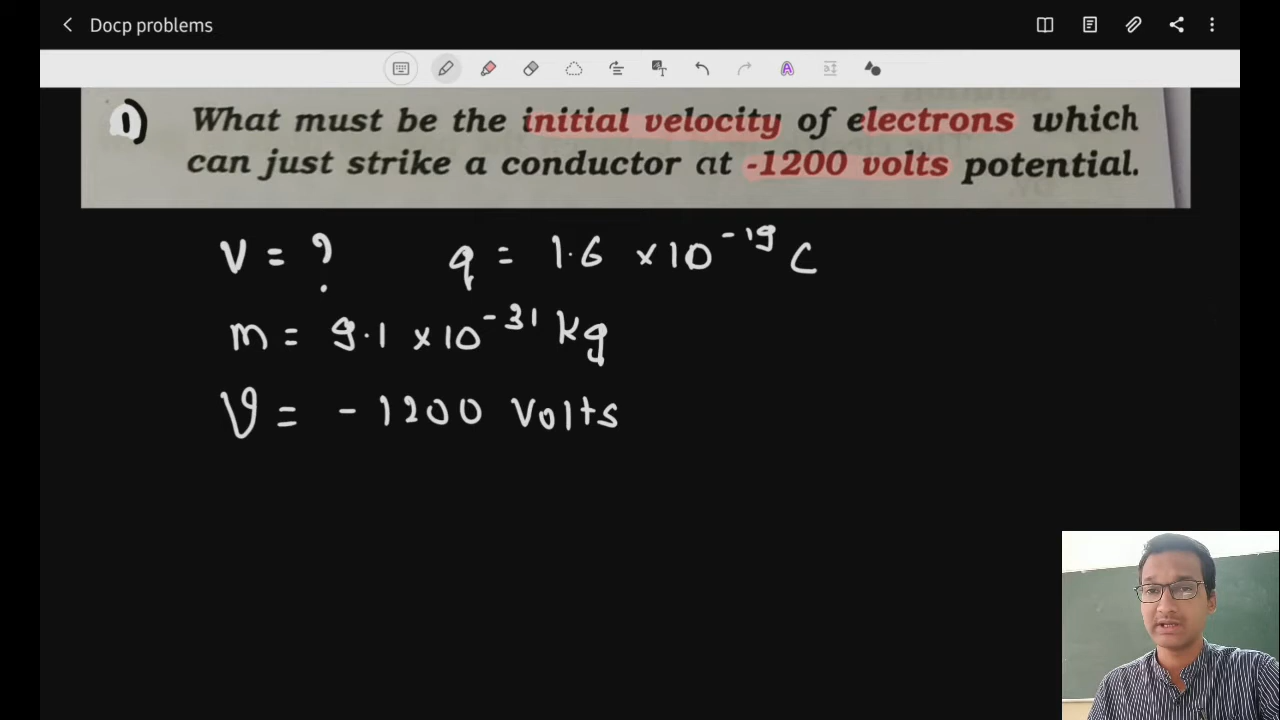 Docp problems
1) What must be the initial velocity of electrons which
can just strike a conductor at -1200 volts potential.
v = ? q = 1.6 × 10⁻¹⁹ C
m = 9.1 × 10⁻³¹ kg
V = - 1200 Volts